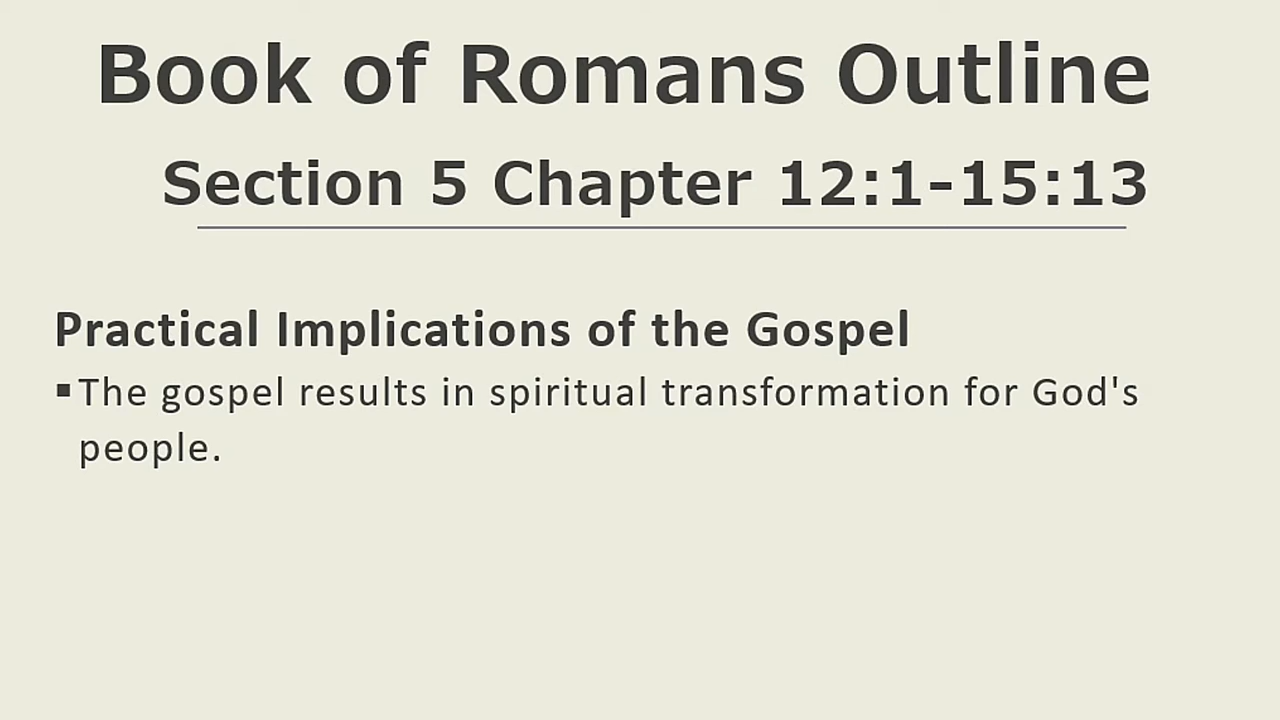 Book of Romans Outline
Section 5 Chapter 12:1-15:13
Practical Implications of the Gospel
▪The gospel results in spiritual transformation for God's
people.